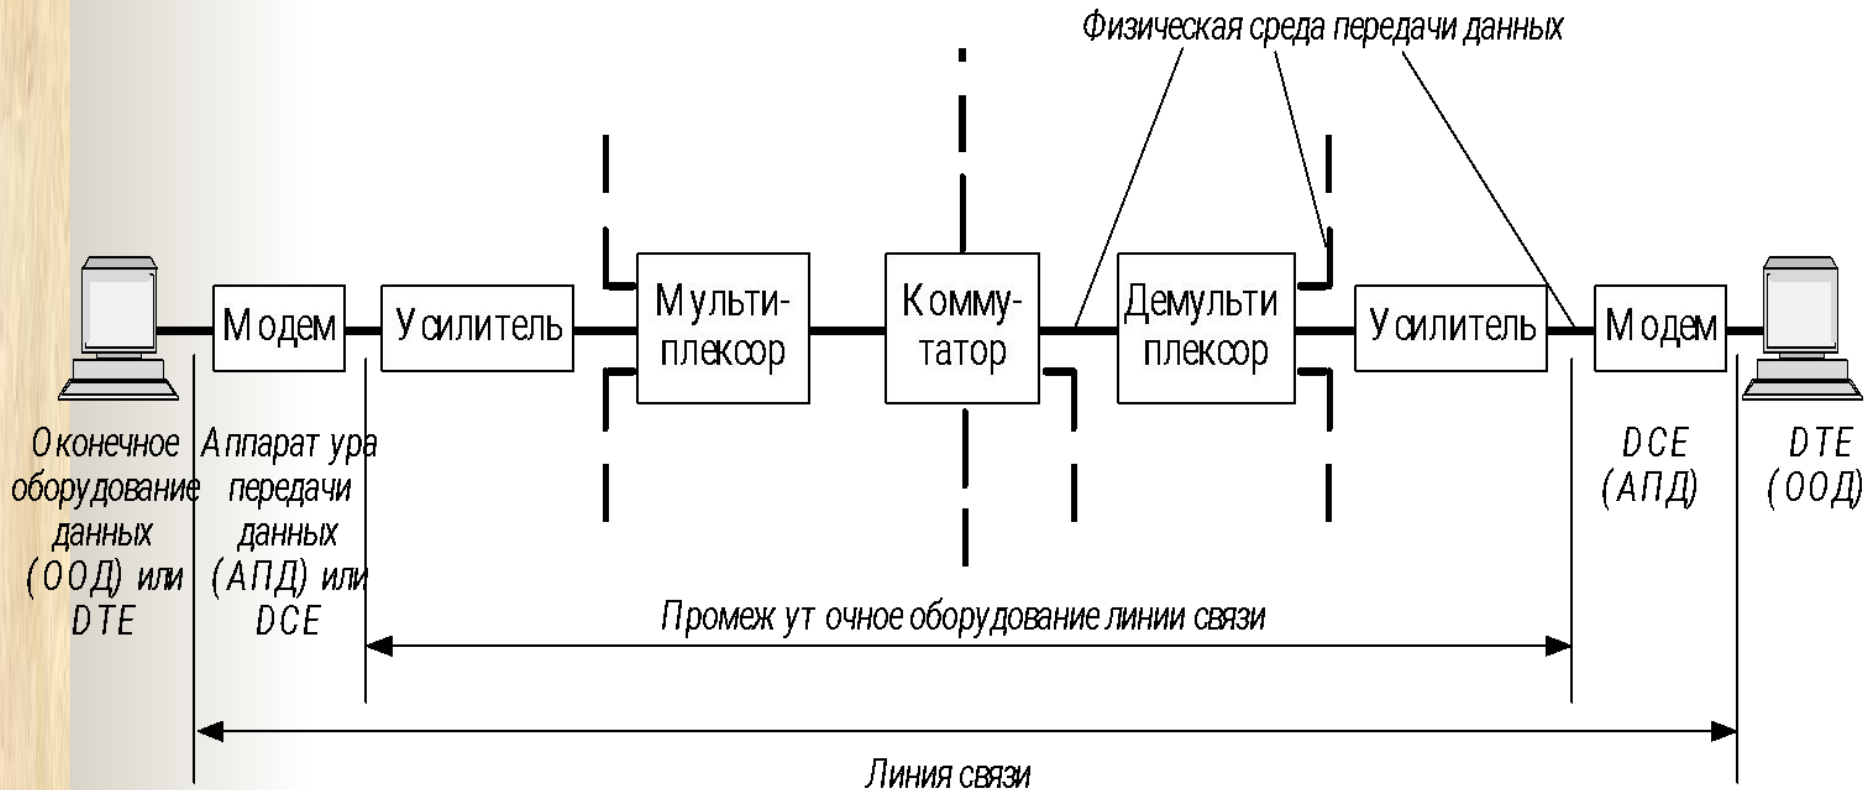 Физическая среда передачи данных
Модем
Усилитель
Мульти-
плексор
Комму-
татор
Демульти
плексор
Усилитель
Модем
Оконечное
оборудование
данных
(ООД) или
DTE
Аппаратура
передачи
данных
(АПД) или
DCE
DCE
(АПД)
DTE
(ООД)
Промежуточное оборудование линии связи
Линия связи